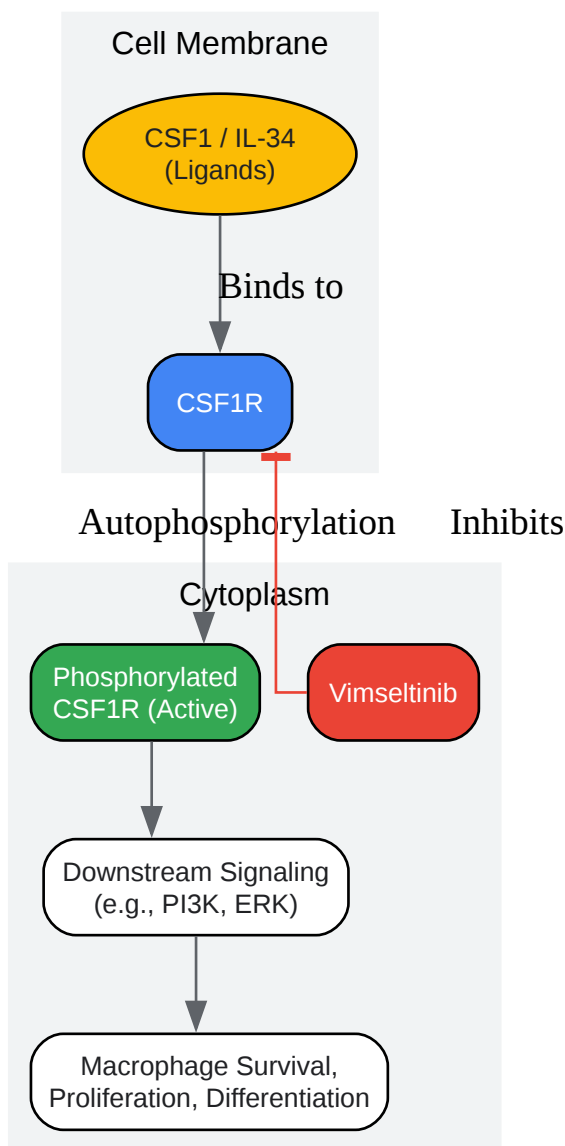 Cell Membrane
CSF1 / IL-34
(Ligands)
Binds to
CSF1R
Autophosphorylation
Inhibits
Cytoplasm
Phosphorylated
CSF1R (Active)
Vimseltinib
Downstream Signaling
(e.g., PI3K, ERK)
Macrophage Survival,
Proliferation, Differentiation